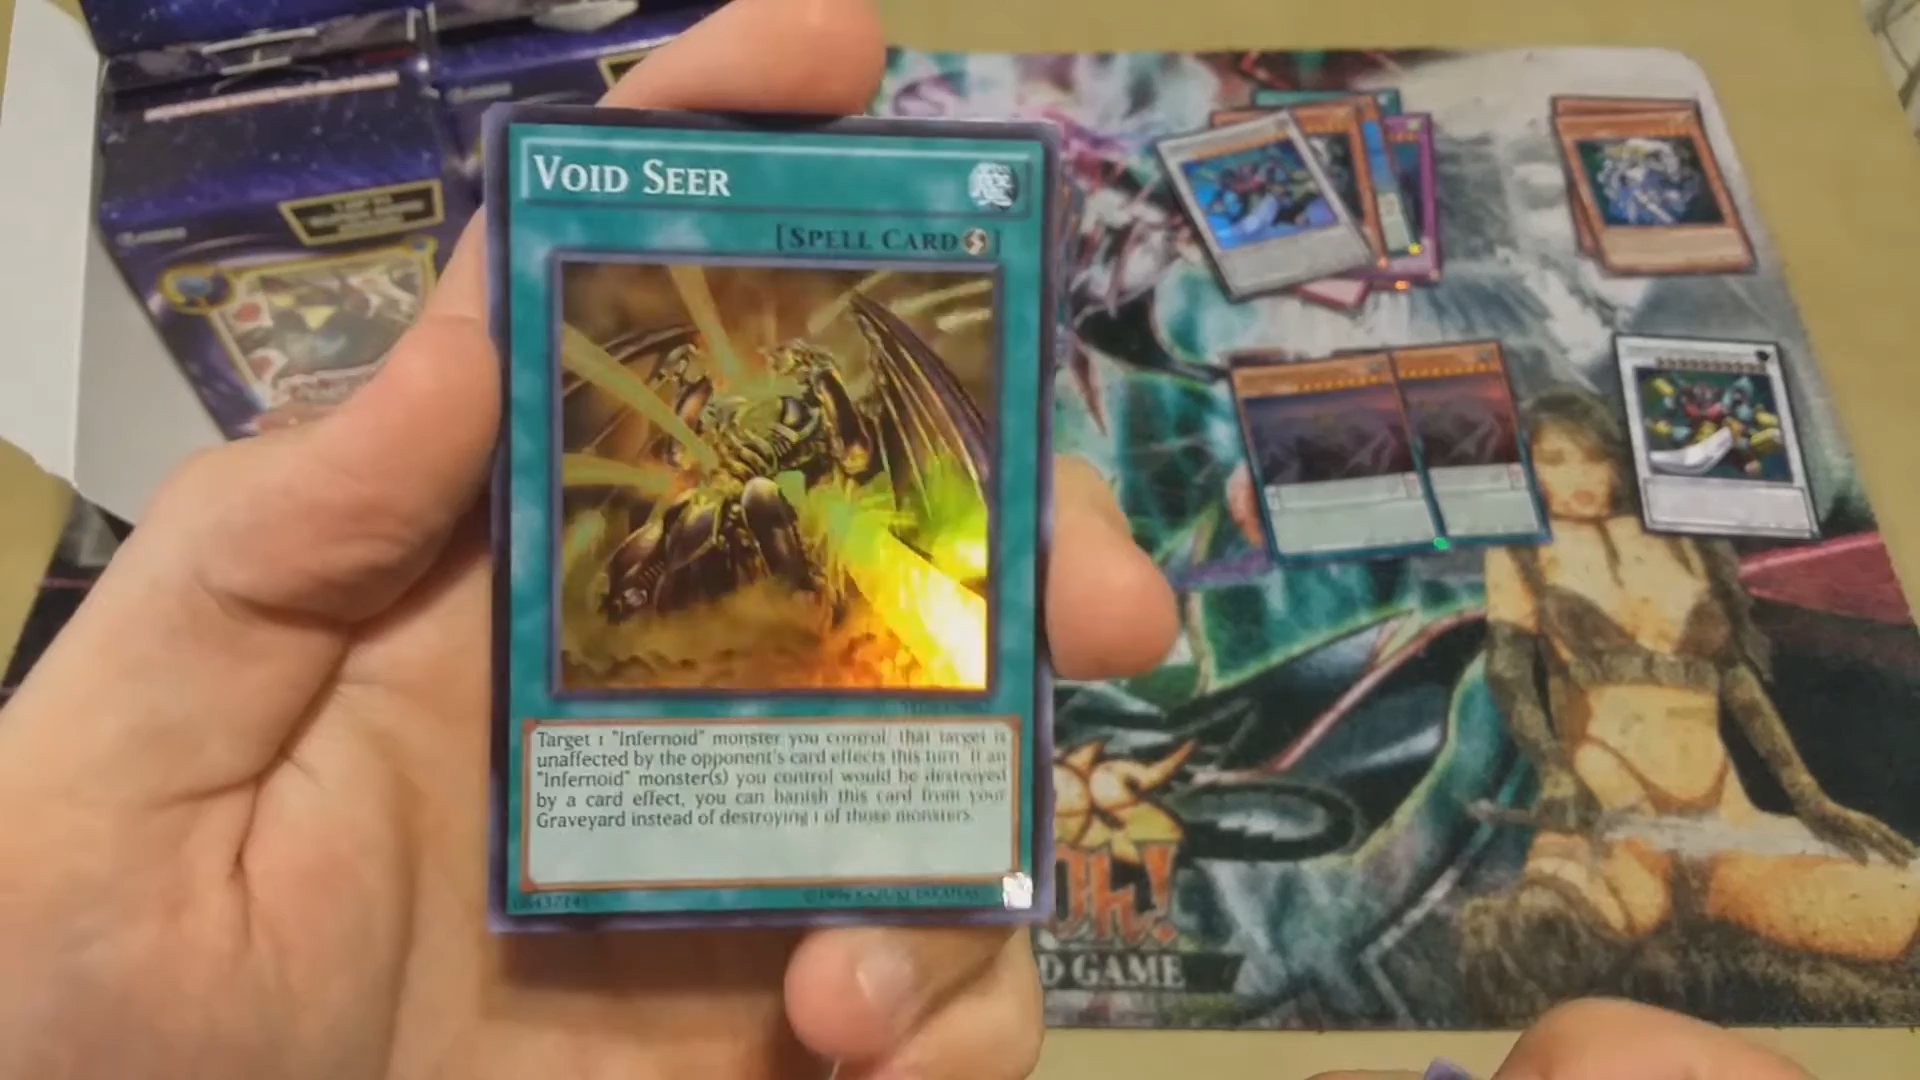 VOID SEER
[SPELL CARD]
Target 1 "Infernoid" monster you control; that target is
unaffected by the opponent's card effects this turn. If an
"Infernoid" monster(s) you control would be destroyed
by a card effect, you can banish this card from your
Graveyard instead of destroying 1 of those monsters.
©1996 KAZUKI TAKAHASHI
Oh!
D GAME